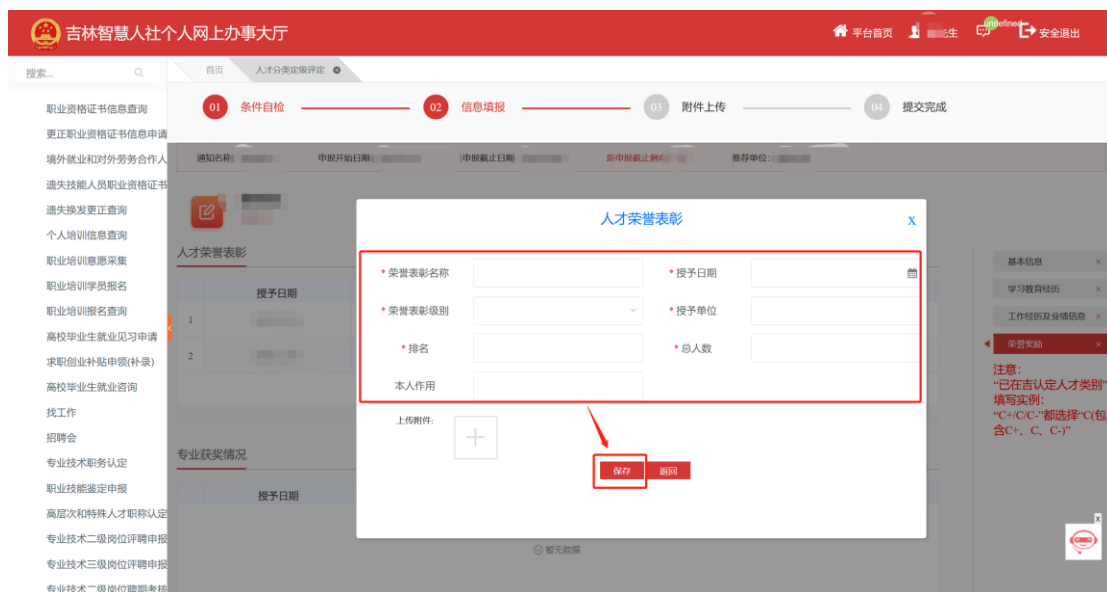 吉林智慧人社个人网上办事大厅
平台首页
生
undefined
安全退出
搜索...
首页
人才分类定级评定
01 条件自检
02 信息填报
03 附件上传
04 提交完成
职业资格证书信息查询
更正职业资格证书信息申请
境外就业和对外劳务合作人
遗失技能人员职业资格证书
遗失换发更正查询
个人培训信息查询
职业培训意愿采集
职业培训学员报名
职业培训报名查询
高校毕业生就业见习申请
求职创业补贴申领(补录)
高校毕业生就业咨询
找工作
招聘会
专业技术职务认定
职业技能鉴定申报
高层次和特殊人才职称认定
专业技术二级岗位评聘申报
专业技术三级岗位评聘申报
专业技术二级岗位聘期考核
通知名称:
申报开始日期:
申报截止日期:
距申报截止剩
推荐单位:
人才荣誉表彰
授予日期
1
2
专业获奖情况
授予日期
暂无数据
人才荣誉表彰
x
* 荣誉表彰名称
* 授予日期
* 荣誉表彰级别
* 授予单位
* 排名
* 总人数
本人作用
上传附件:
保存
返回
基本信息 ×
学习教育经历 ×
工作经历及业绩信息 ×
荣誉奖励 ×
注意:
“已在吉认定人才类别”
填写实例:
“C+/C/C-”都选择“C(包
含C+、C、C-)”
x